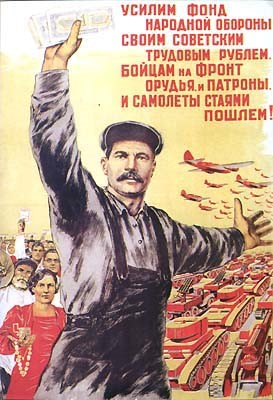 УСИЛИМ ФОНД
НАРОДНОЙ ОБОРОНЫ
СВОИМ СОВЕТСКИМ
ТРУДОВЫМ РУБЛЕМ.
БОЙЦАМ НА ФРОНТ
ОРУДЬЯ, И ПАТРОНЫ,
И САМОЛЕТЫ СТАЯМИ
ПОШЛЕМ!